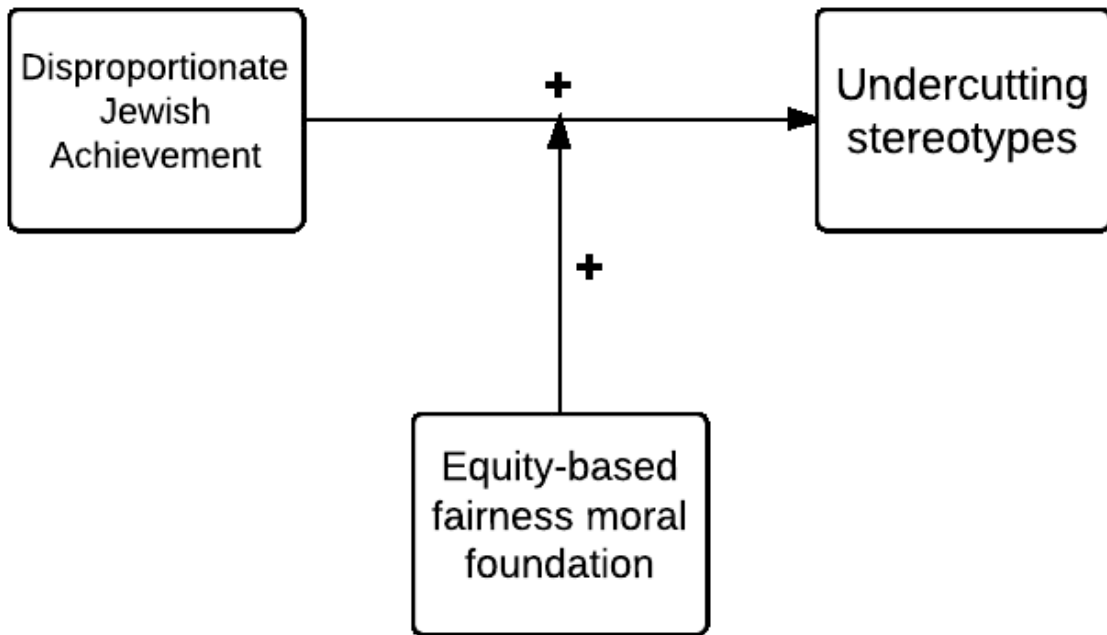 Disproportionate
Jewish
Achievement
+
Undercutting
stereotypes
+
Equity-based
fairness moral
foundation